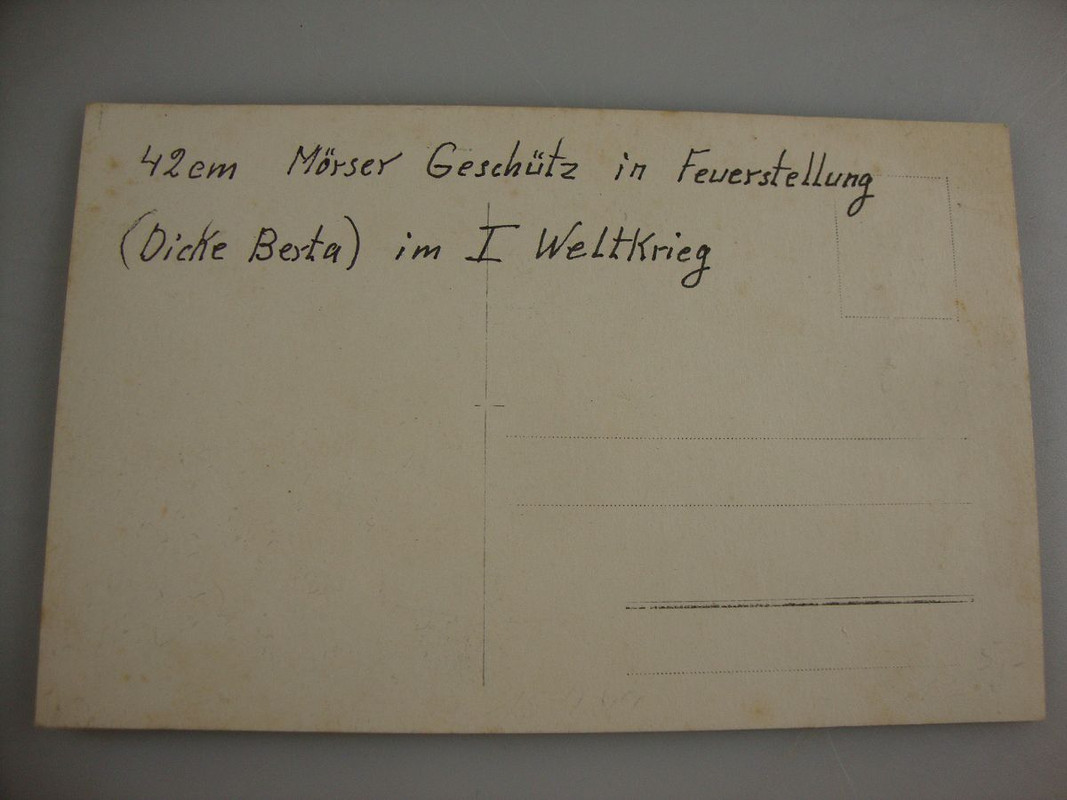 42cm Mörser Geschütz in Feuerstellung
(Dicke Berta) im I Weltkrieg